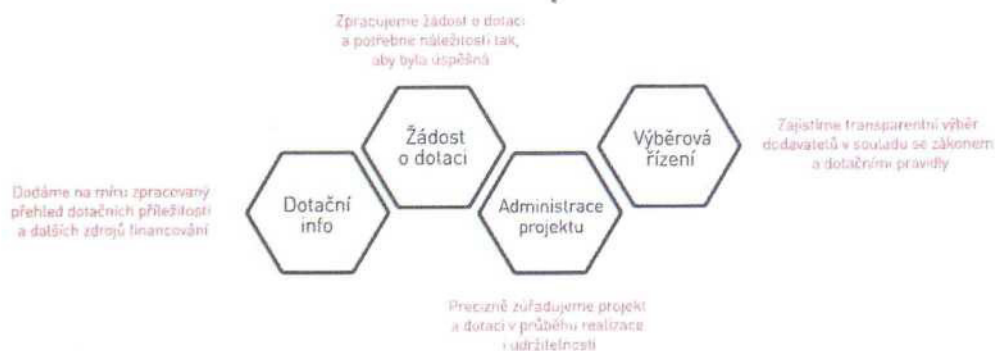 Zpracujeme žádost o dotaci
a potřebné náležitosti tak,
aby byla úspěšná
Žádost
o dotaci
Výběrová
řízení
Zajistíme transparentní výběr
dodavatelů v souladu se zákonem
a dotačními pravidly
Dodáme na míru zpracovaný
přehled dotačních příležitostí
a dalších zdrojů financování
Dotační
info
Administrace
projektu
Precizně zúřadujeme projekt
a dotaci v průběhu realizace
i udržitelnosti